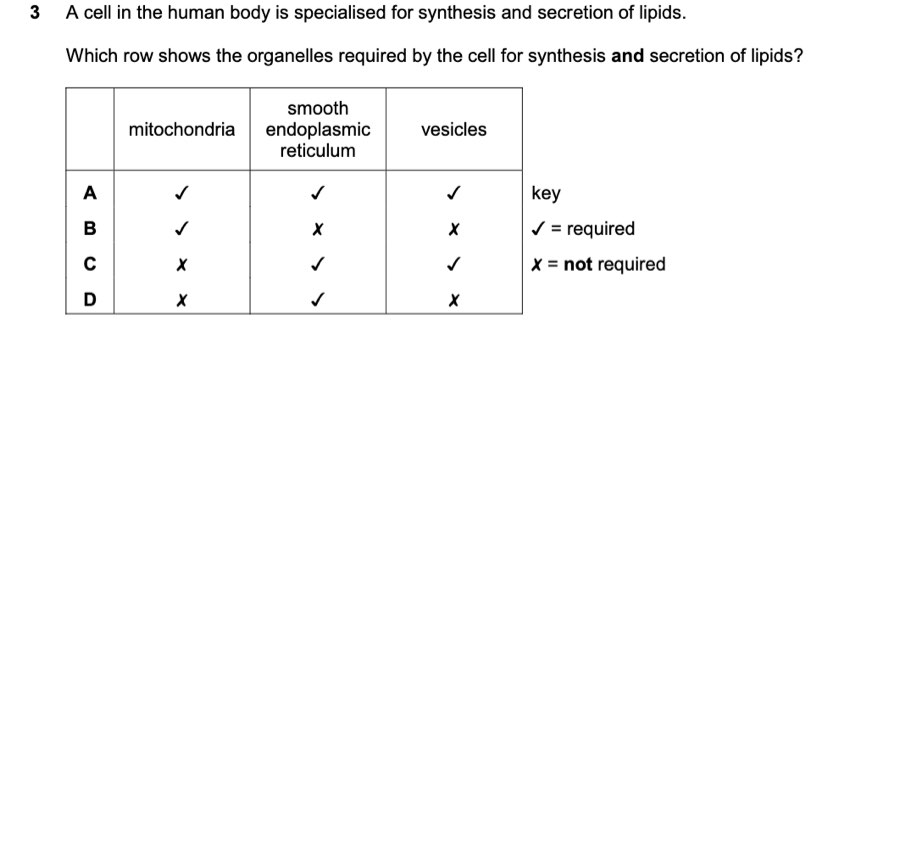 3 A cell in the human body is specialised for synthesis and secretion of lipids.
Which row shows the organelles required by the cell for synthesis and secretion of lipids?
mitochondria smooth endoplasmic reticulum vesicles
A ✓ ✓ ✓ key
B ✓ ✗ ✗ ✓ = required
C ✗ ✓ ✓ ✗ = not required
D ✗ ✓ ✗